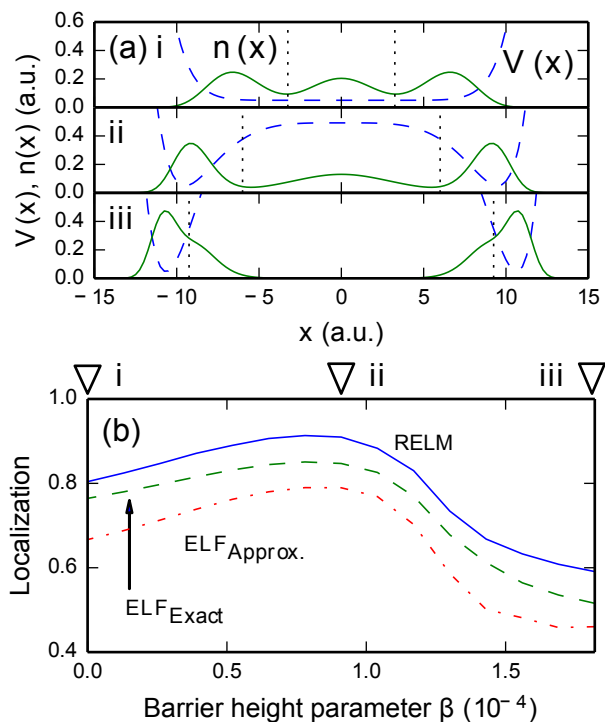 (a) i n(x) V(x)
0.6
0.4
0.2
0.0
ii
0.4
0.2
0.0
iii
0.4
0.2
0.0
V(x), n(x) (a.u.)
−15 −10 −5 0 5 10 15
x (a.u.)
i ii iii
(b)
1.0
0.8
0.6
0.4
RELM
ELFApprox.
ELFExact
Localization
0.0 0.5 1.0 1.5
Barrier height parameter β (10⁻⁴)